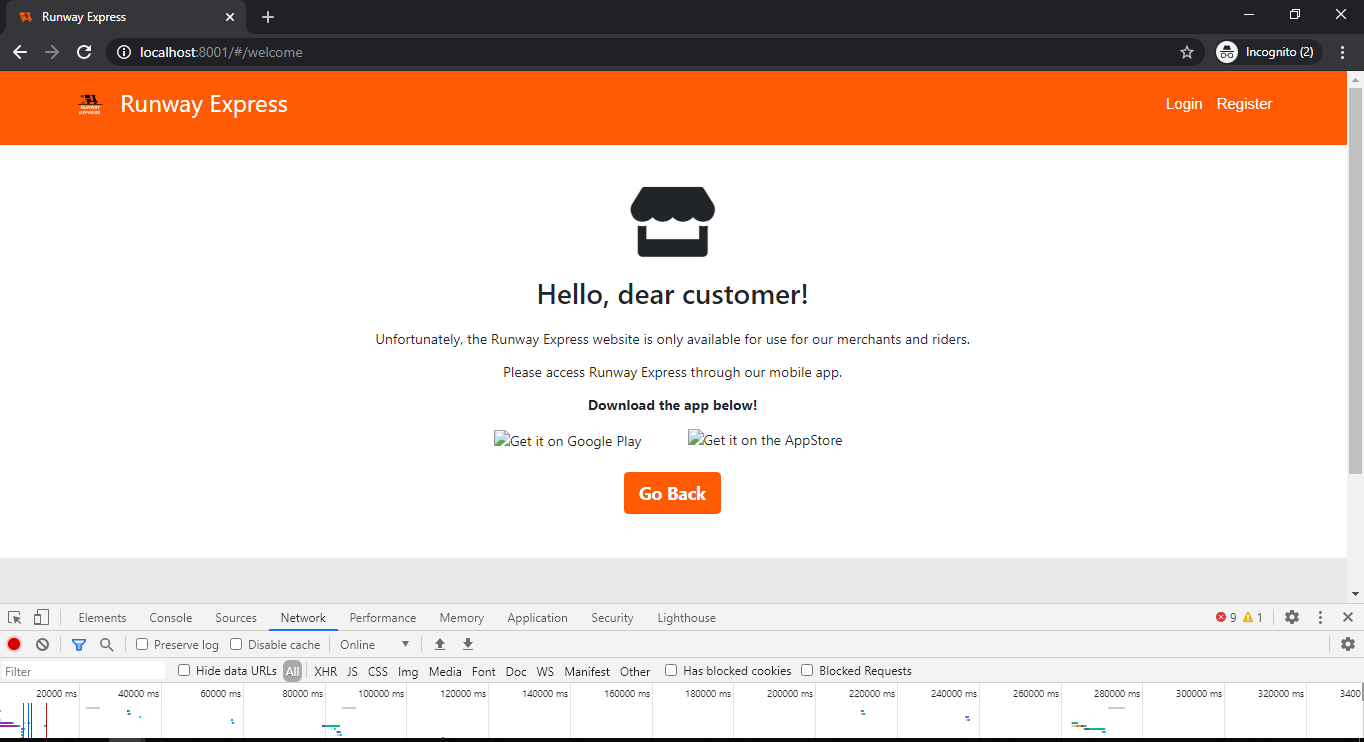 Runway Express
localhost:8001/#/welcome
Incognito (2)
RUNWAY
EXPRESS
Runway Express
Login Register
Hello, dear customer!
Unfortunately, the Runway Express website is only available for use for our merchants and riders.
Please access Runway Express through our mobile app.
Download the app below!
Get it on Google Play Get it on the AppStore
Go Back
Elements Console Sources Network Performance Memory Application Security Lighthouse 9 1
Preserve log Disable cache Online
Filter Hide data URLs All XHR JS CSS Img Media Font Doc WS Manifest Other Has blocked cookies Blocked Requests
20000 ms 40000 ms 60000 ms 80000 ms 100000 ms 120000 ms 140000 ms 160000 ms 180000 ms 200000 ms 220000 ms 240000 ms 260000 ms 280000 ms 300000 ms 320000 ms 3400